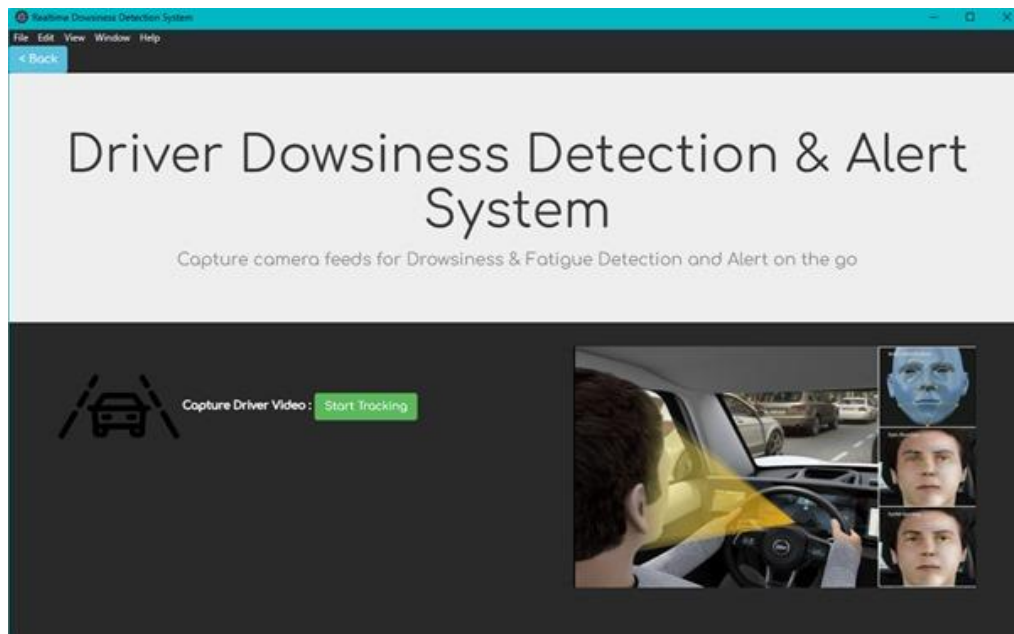 Realtime Dowsiness Detection System
File Edit View Window Help
< Back
Driver Dowsiness Detection & Alert
System
Capture camera feeds for Drowsiness & Fatigue Detection and Alert on the go
Capture Driver Video : Start Tracking